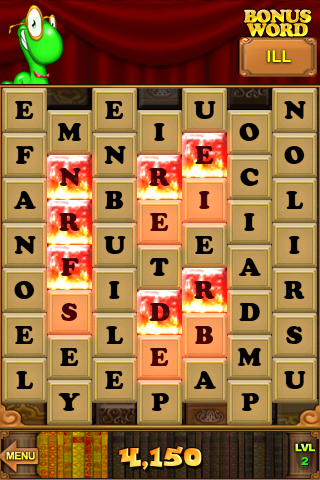 BONUS
WORD
ILL
E E U N
M I O
F N E O
N R C
A B I L
R E I
N U E I
F T A
O I R R
S D D
E L B S
E E M
L E A U
Y P P
MENU
4,150
LVL
2